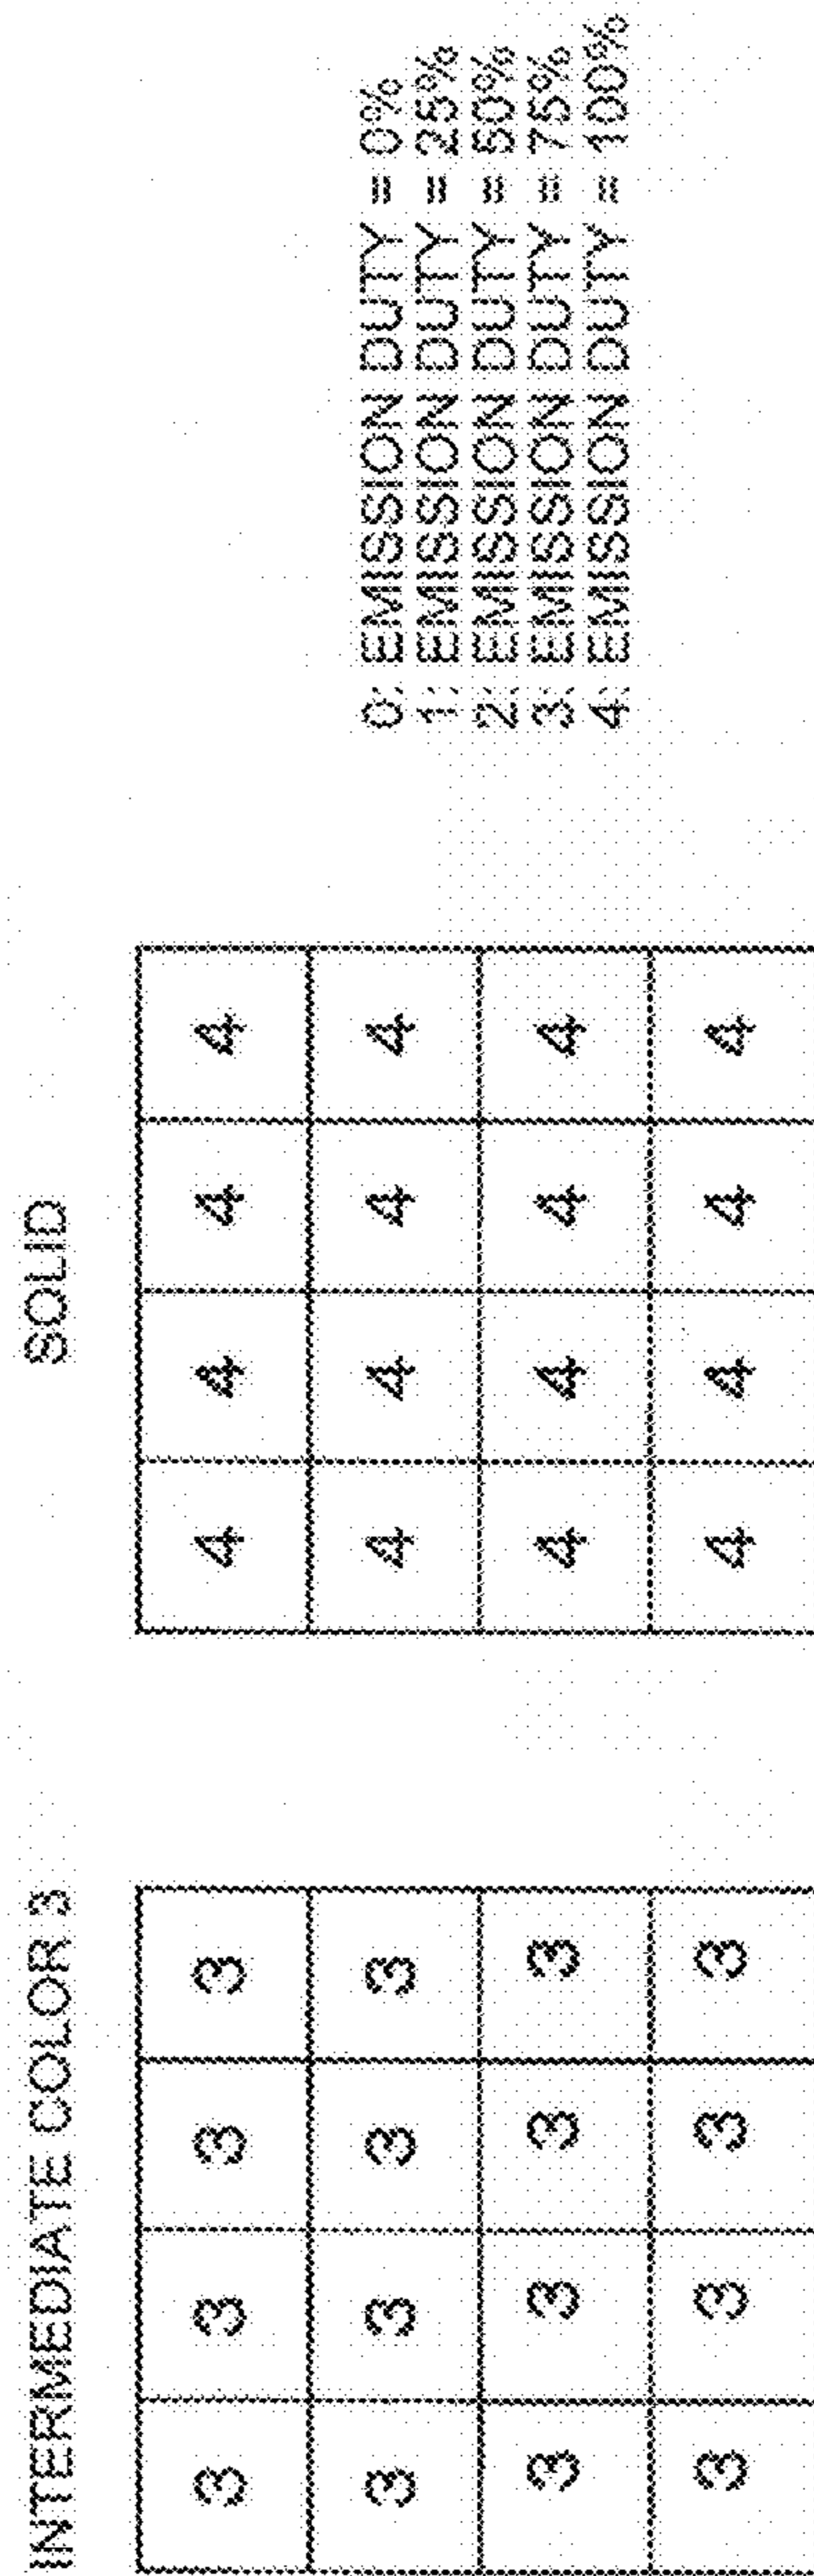 INTERMEDIATE COLOR 3
3 3 3 3
3 3 3 3
3 3 3 3
3 3 3 3
SOLID
4 4 4 4
4 4 4 4
4 4 4 4
4 4 4 4
0: EMISSION DUTY = 0%
1: EMISSION DUTY = 25%
2: EMISSION DUTY = 50%
3: EMISSION DUTY = 75%
4: EMISSION DUTY = 100%